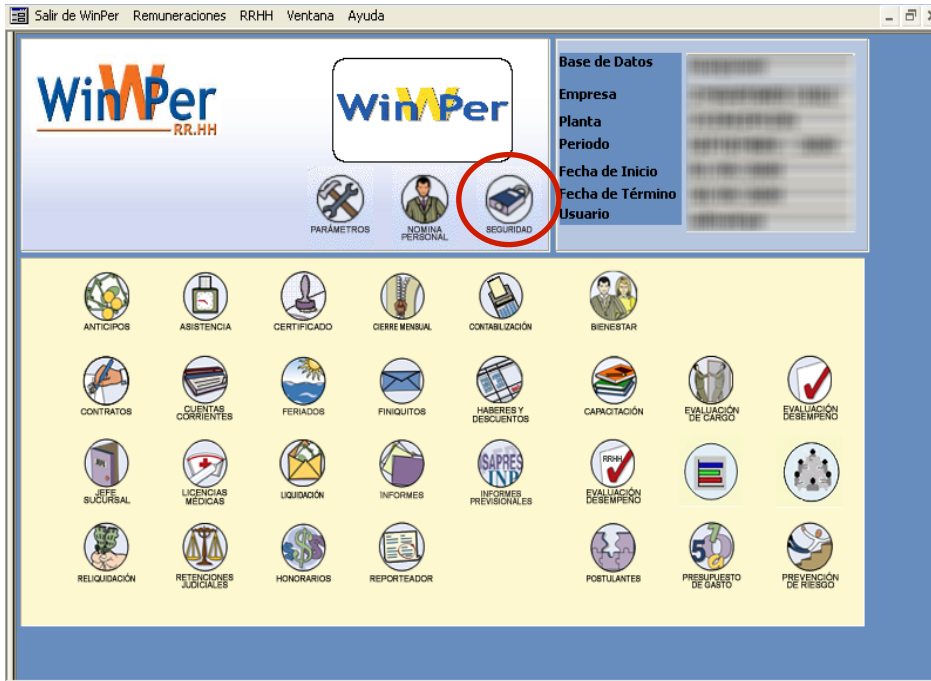 Salir de WinPer Remuneraciones RRHH Ventana Ayuda
WinPer
RR.HH
WinPer
PARÁMETROS
NOMINA
PERSONAL
SEGURIDAD
Base de Datos
Empresa
Planta
Periodo
Fecha de Inicio
Fecha de Término
Usuario
ANTICIPOS
ASISTENCIA
CERTIFICADO
CIERRE MENSUAL
CONTABILIZACIÓN
BIENESTAR
CONTRATOS
CUENTAS
CORRIENTES
FERIADOS
FINIQUITOS
HABERES Y
DESCUENTOS
CAPACITACIÓN
EVALUACIÓN
DE CARGO
EVALUACIÓN
DESEMPEÑO
JEFE
SUCURSAL
LICENCIAS
MÉDICAS
LIQUIDACIÓN
INFORMES
ISAPRES
INP
INFORMES
PREVISIONALES
RRHH
EVALUACIÓN
DESEMPEÑO
RELIQUIDACIÓN
RETENCIONES
JUDICIALES
HONORARIOS
REPORTEADOR
POSTULANTES
PRESUPUESTO
DE GASTO
PREVENCIÓN
DE RIESGO